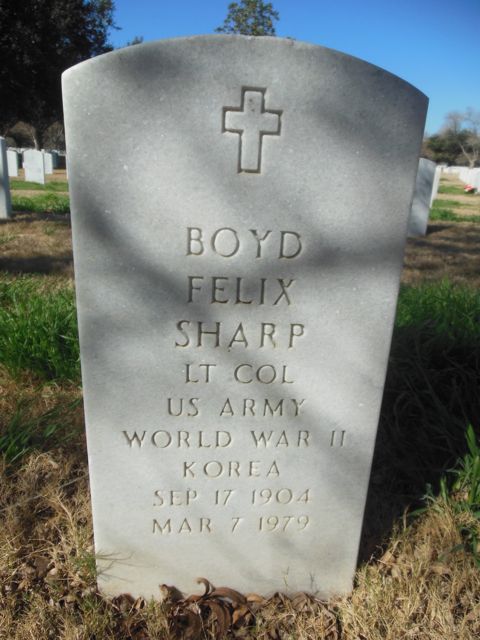 BOYD
FELIX
SHARP
LT COL
US ARMY
WORLD WAR II
KOREA
SEP 17 1904
MAR 7 1979